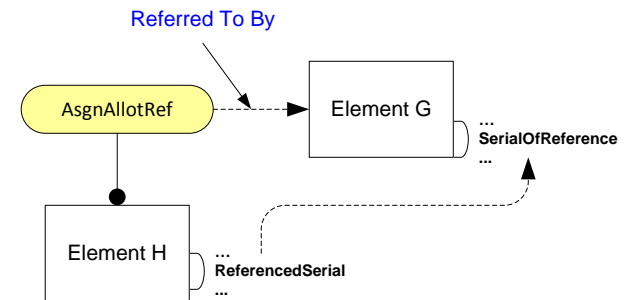 Referred To By
AsgnAllotRef
Element G
...
SerialOfReference
...
Element H
...
ReferencedSerial
...